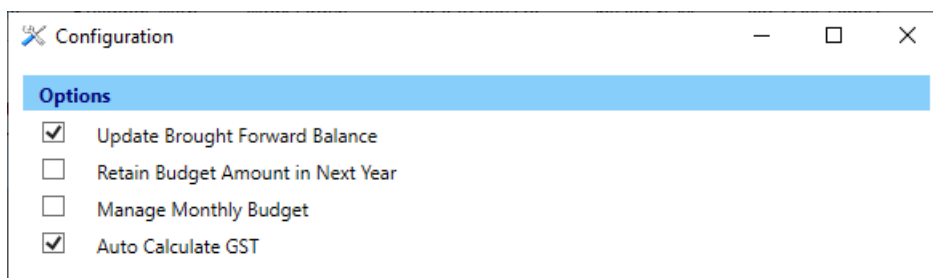 Configuration
Options
Update Brought Forward Balance
Retain Budget Amount in Next Year
Manage Monthly Budget
Auto Calculate GST